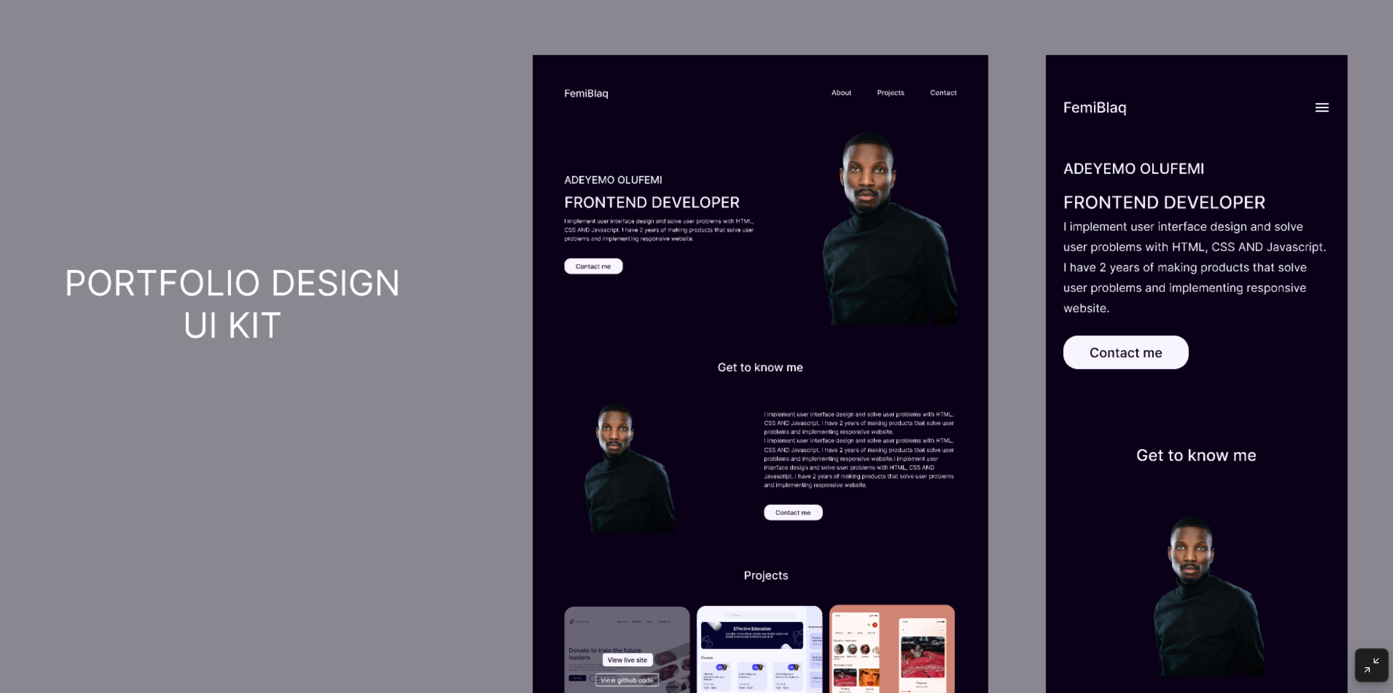 PORTFOLIO DESIGN
UI KIT
FemiBlaq
About
Projects
Contact
ADEYEMO OLUFEMI
FRONTEND DEVELOPER
I implement user interface design and solve user problems with HTML,
CSS AND Javascript. I have 2 years of making products that solve user
problems and implementing responsive website.
Contact me
Get to know me
I implement user interface design and solve user problems with HTML,
CSS AND Javascript. I have 2 years of making products that solve user
problems and implementing responsive website.
I implement user interface design and solve user problems with HTML,
CSS AND Javascript. I have 2 years of making products that solve user
problems and implementing responsive website.I implement user
interface design and solve user problems with HTML, CSS AND
Javascript. I have 2 years of making products that solve user problems
and implementing responsive website.
Contact me
Projects
Donate to train the future
leaders
View live site
View github code
Effective Education
FemiBlaq
ADEYEMO OLUFEMI
FRONTEND DEVELOPER
I implement user interface design and solve
user problems with HTML, CSS AND Javascript.
I have 2 years of making products that solve
user problems and implementing responsive
website.
Contact me
Get to know me